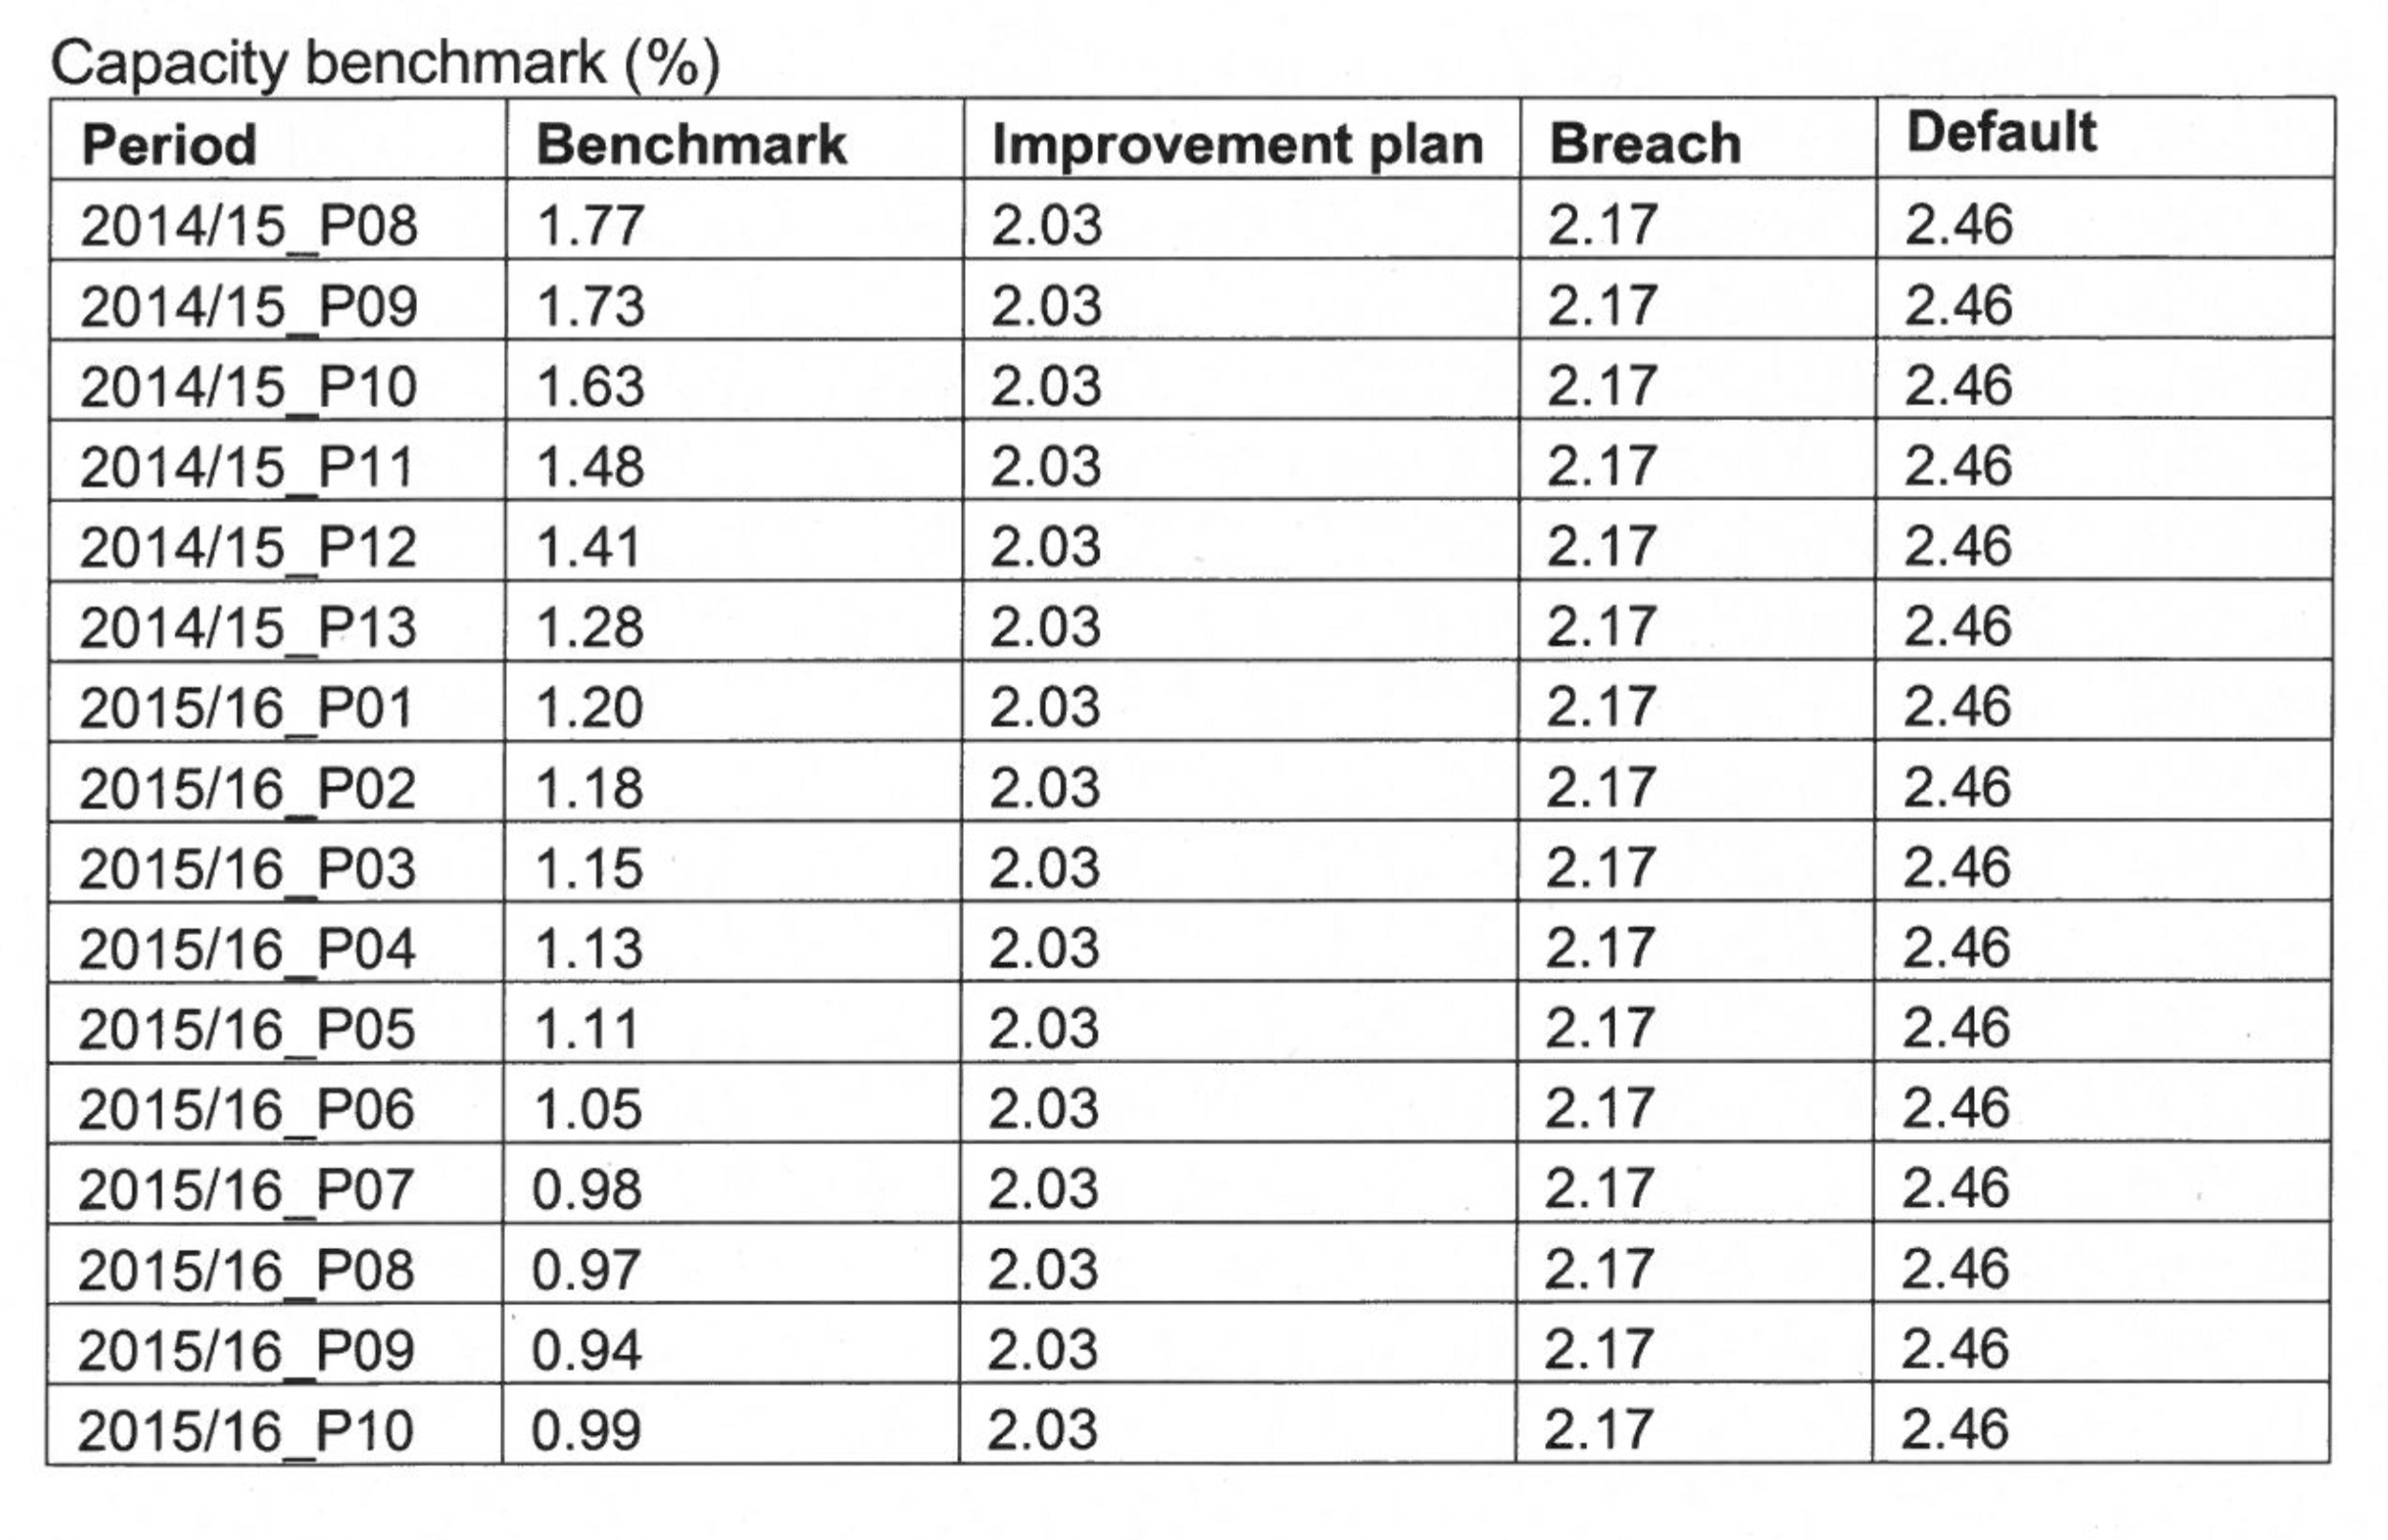 Capacity benchmark (%)
Period Benchmark Improvement plan Breach Default
2014/15_P08 1.77 2.03 2.17 2.46
2014/15_P09 1.73 2.03 2.17 2.46
2014/15_P10 1.63 2.03 2.17 2.46
2014/15_P11 1.48 2.03 2.17 2.46
2014/15_P12 1.41 2.03 2.17 2.46
2014/15_P13 1.28 2.03 2.17 2.46
2015/16_P01 1.20 2.03 2.17 2.46
2015/16_P02 1.18 2.03 2.17 2.46
2015/16_P03 1.15 2.03 2.17 2.46
2015/16_P04 1.13 2.03 2.17 2.46
2015/16_P05 1.11 2.03 2.17 2.46
2015/16_P06 1.05 2.03 2.17 2.46
2015/16_P07 0.98 2.03 2.17 2.46
2015/16_P08 0.97 2.03 2.17 2.46
2015/16_P09 0.94 2.03 2.17 2.46
2015/16_P10 0.99 2.03 2.17 2.46